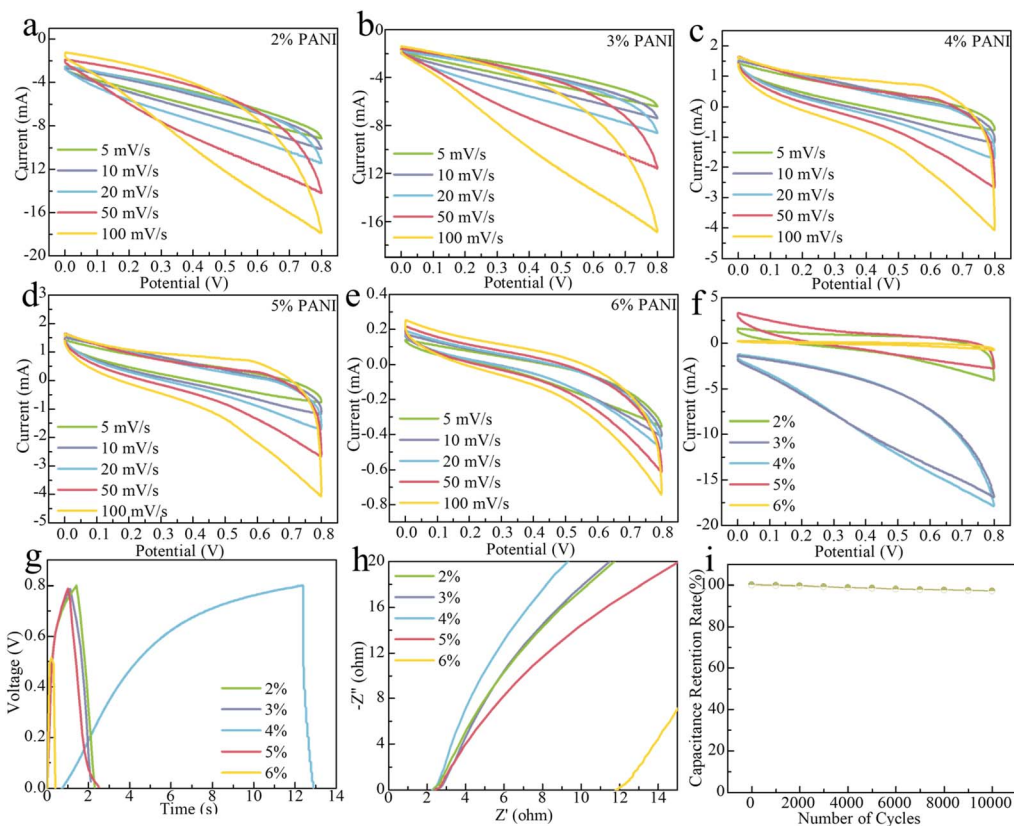 a
2% PANI
0
-4
-8
-12
-16
-20
Current (mA)
5 mV/s
10 mV/s
20 mV/s
50 mV/s
100 mV/s
0.0 0.1 0.2 0.3 0.4 0.5 0.6 0.7 0.8
Potential (V)
b
3% PANI
0
-4
-8
-12
-16
Current (mA)
5 mV/s
10 mV/s
20 mV/s
50 mV/s
100 mV/s
0.0 0.1 0.2 0.3 0.4 0.5 0.6 0.7 0.8
Potential (V)
c
4% PANI
2
1
0
-1
-2
-3
-4
-5
Current (mA)
5 mV/s
10 mV/s
20 mV/s
50 mV/s
100 mV/s
0.0 0.1 0.2 0.3 0.4 0.5 0.6 0.7 0.8
Potential (V)
d
5% PANI
3
2
1
0
-1
-2
-3
-4
-5
Current (mA)
5 mV/s
10 mV/s
20 mV/s
50 mV/s
100 mV/s
0.0 0.1 0.2 0.3 0.4 0.5 0.6 0.7 0.8
Potential (V)
e
6% PANI
0.4
0.2
0.0
-0.2
-0.4
-0.6
-0.8
Current (mA)
5 mV/s
10 mV/s
20 mV/s
50 mV/s
100 mV/s
0.0 0.1 0.2 0.3 0.4 0.5 0.6 0.7 0.8
Potential (V)
f
5
0
-5
-10
-15
-20
Current (mA)
2%
3%
4%
5%
6%
0.0 0.1 0.2 0.3 0.4 0.5 0.6 0.7 0.8
Potential (V)
g
0.8
0.6
0.4
0.2
0.0
Voltage (V)
2%
3%
4%
5%
6%
0 2 4 6 8 10 12 14
Time (s)
h
20
16
12
8
4
0
-Z'' (ohm)
2%
3%
4%
5%
6%
0 2 4 6 8 10 12 14
Z' (ohm)
i
100
80
60
40
20
0
Capacitance Retention Rate(%)
0 2000 4000 6000 8000 10000
Number of Cycles